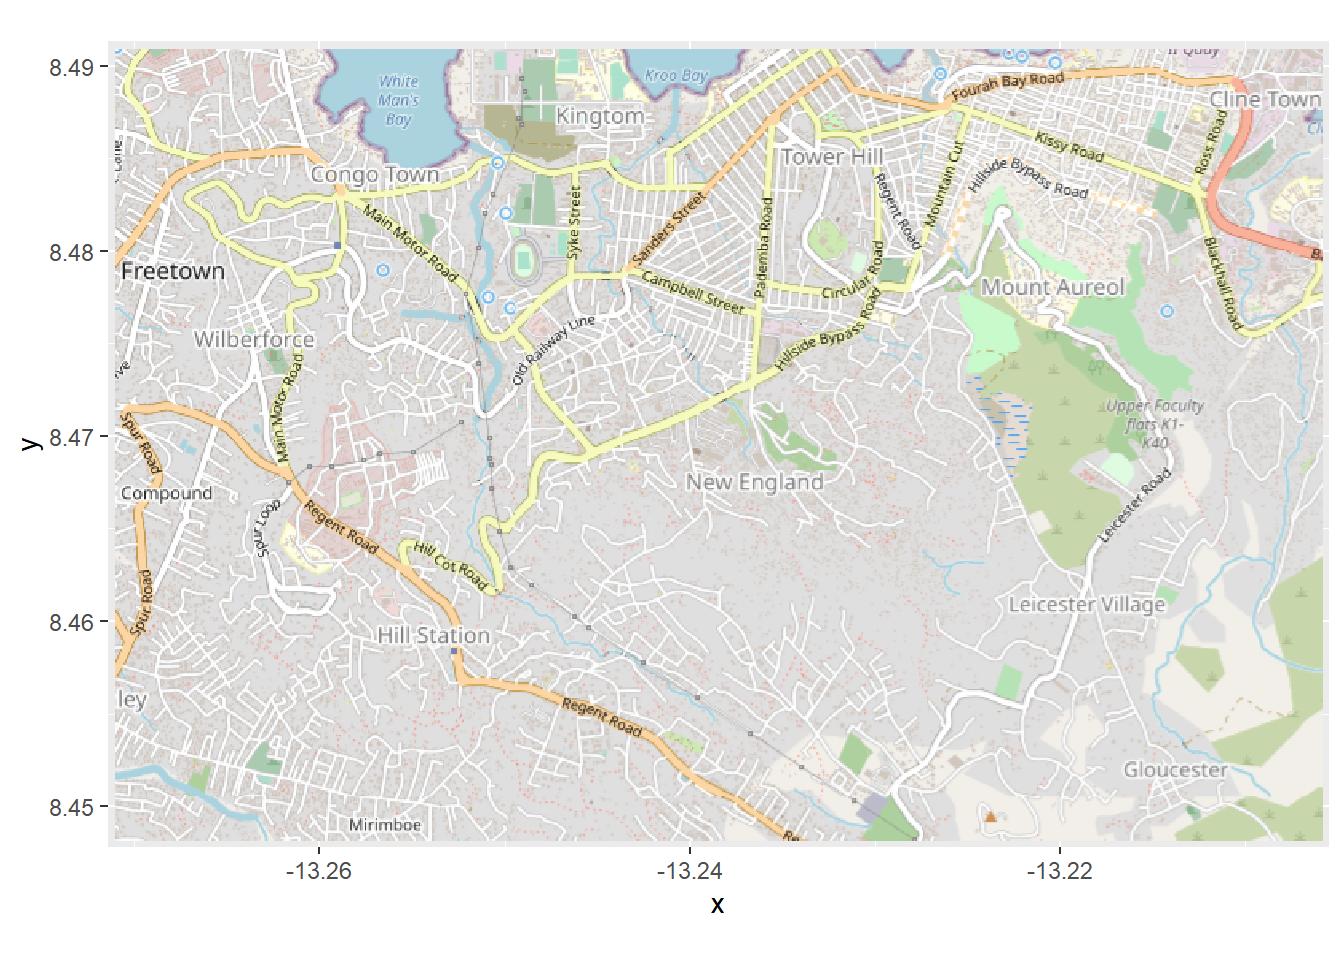 8.49
8.48
8.47
8.46
8.45
y
-13.26
-13.24
-13.22
x
White
Man's
Bay
Kroo Bay
Kingtom
Fourah Bay Road
Cline Town
Congo Town
Tower Hill
Kissy Road
Ross Road
Hillside Bypass Road
Mountain Cut
Regent Road
Main Motor Road
Syke Street
Sanders Street
Pademba Road
Freetown
Campbell Street
Circular Road
Mount Aureol
Blackhall Road
Wilberforce
Old Railway Line
Hillside Bypass Road
Main Motor Road
Spur Road
Upper Faculty
flats K1-
K40
New England
Compound
Spur Loop
Regent Road
Hill Cot Road
Leicester Road
Spur Road
Hill Station
Leicester Village
ley
Regent Road
Gloucester
Mirimboe
Re